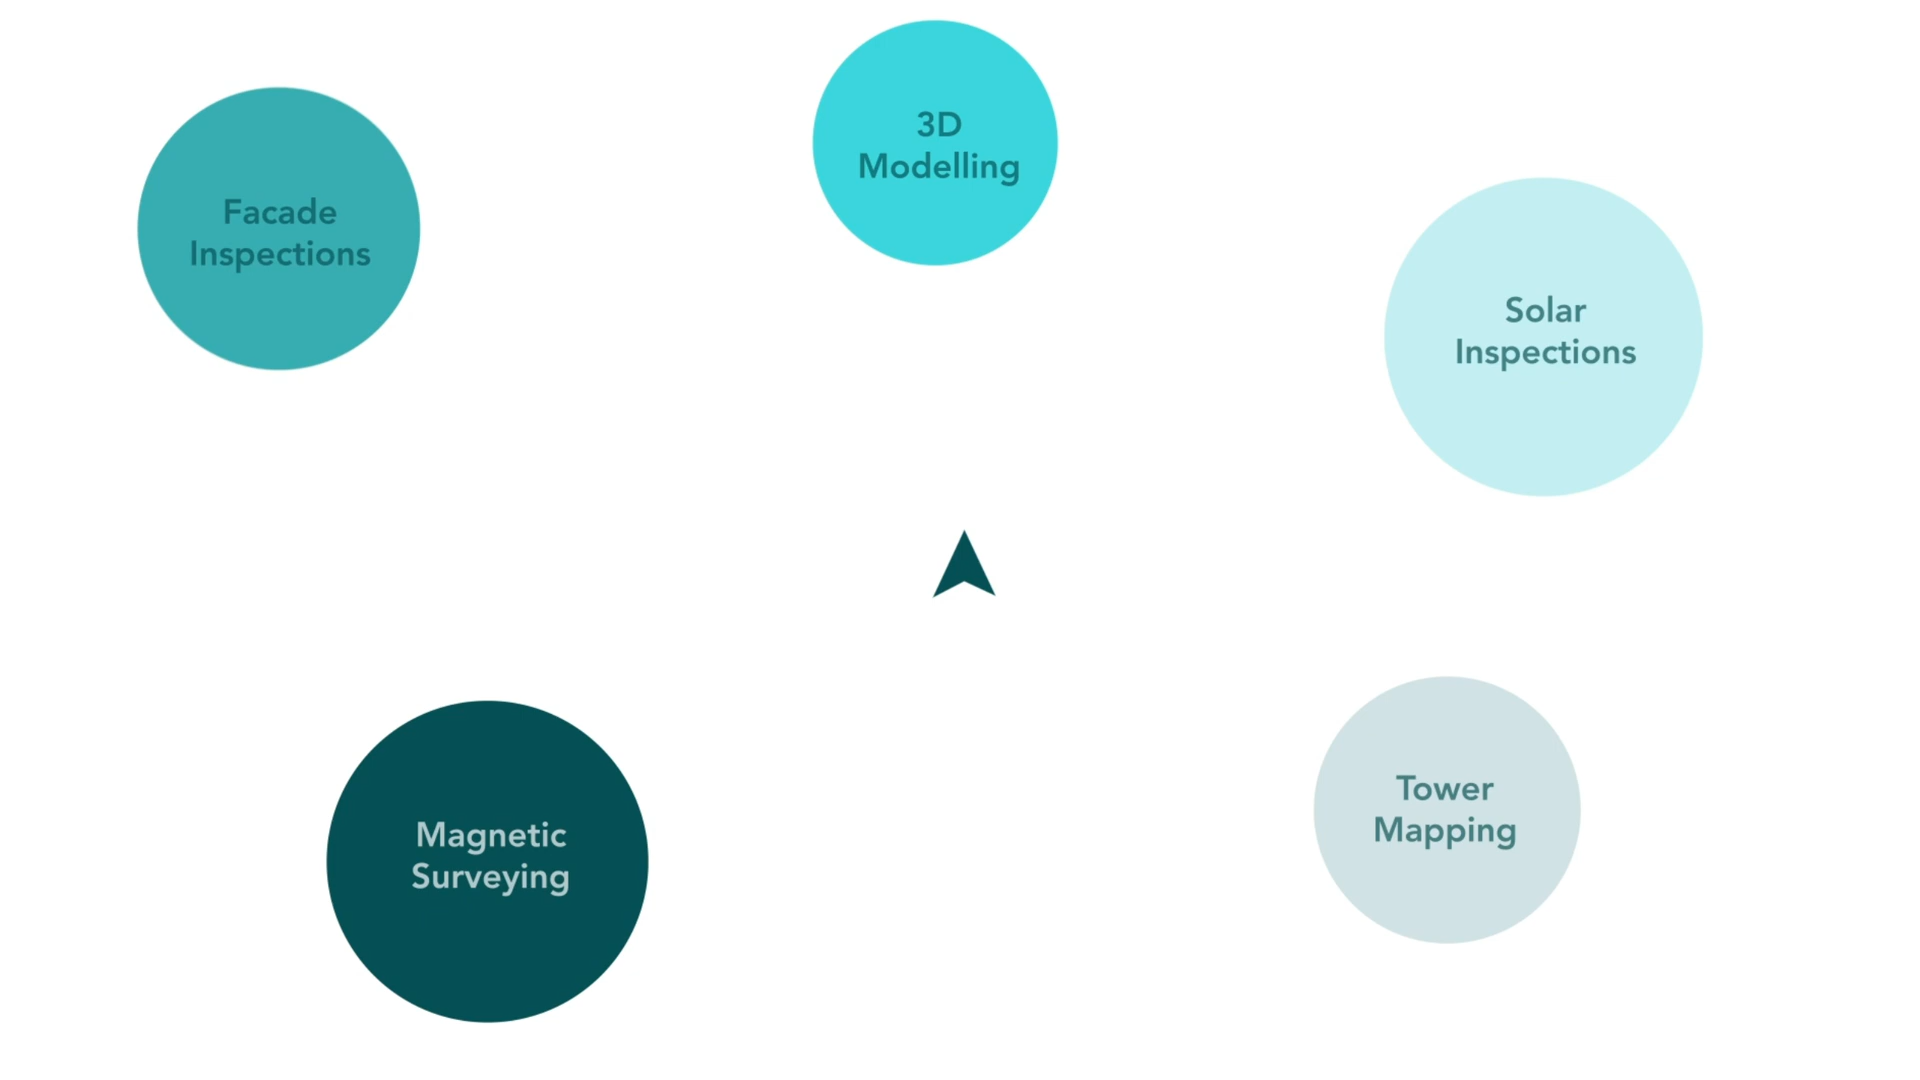 3D
Modelling
Facade
Inspections
Solar
Inspections
Tower
Mapping
Magnetic
Surveying